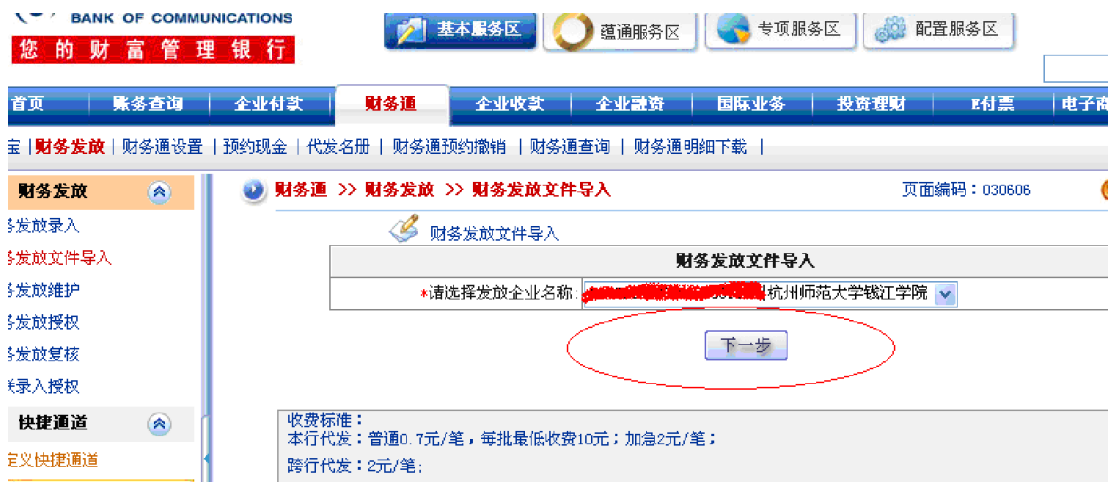 BANK OF COMMUNICATIONS
您的财富管理银行
基本服务区 蕴通服务区 专项服务区 配置服务区
首页 账务查询 企业付款 财务通 企业收款 企业融资 国际业务 投资理财 E付票 电子商
宝 | 财务发放 | 财务通设置 | 预约现金 | 代发名册 | 财务通预约撤销 | 财务通查询 | 财务通明细下载 |
财务发放
财务通 >> 财务发放 >> 财务发放文件导入 页面编码：030606
务发放录入
财务发放文件导入
务发放文件导入
财务发放文件导入
务发放维护
*请选择发放企业名称: 杭州师范大学钱江学院
务发放授权
下一步
务发放复核
录入授权
快捷通道
定义快捷通道
收费标准：
本行代发：普通0.7元/笔，每批最低收费10元；加急2元/笔；
跨行代发：2元/笔;